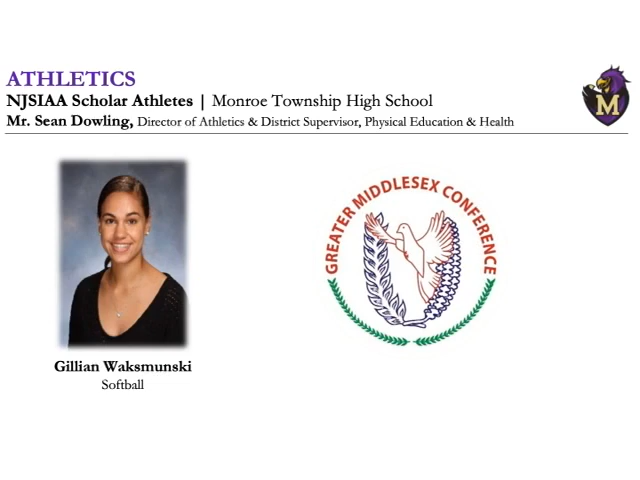 ATHLETICS
NJSIAA Scholar Athletes | Monroe Township High School
Mr. Sean Dowling, Director of Athletics & District Supervisor, Physical Education & Health
M
GREATER MIDDLESEX CONFERENCE
Gillian Waksmunski
Softball